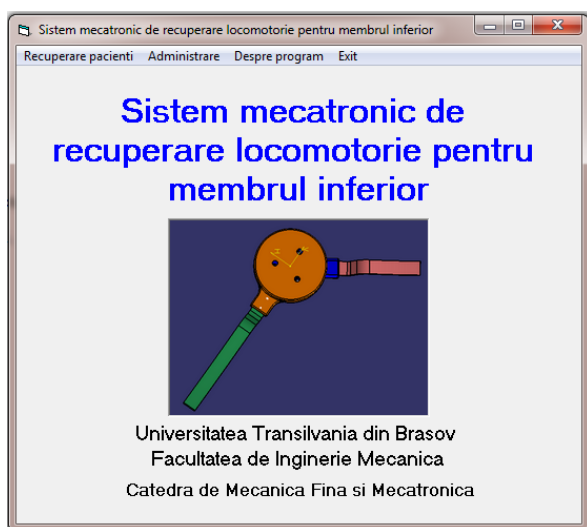 Sistem mecatronic de recuperare locomotorie pentru membrul inferior
Recuperare pacienti Administrare Despre program Exit
Sistem mecatronic de
recuperare locomotorie pentru
membrul inferior
Universitatea Transilvania din Brasov
Facultatea de Inginerie Mecanica
Catedra de Mecanica Fina si Mecatronica